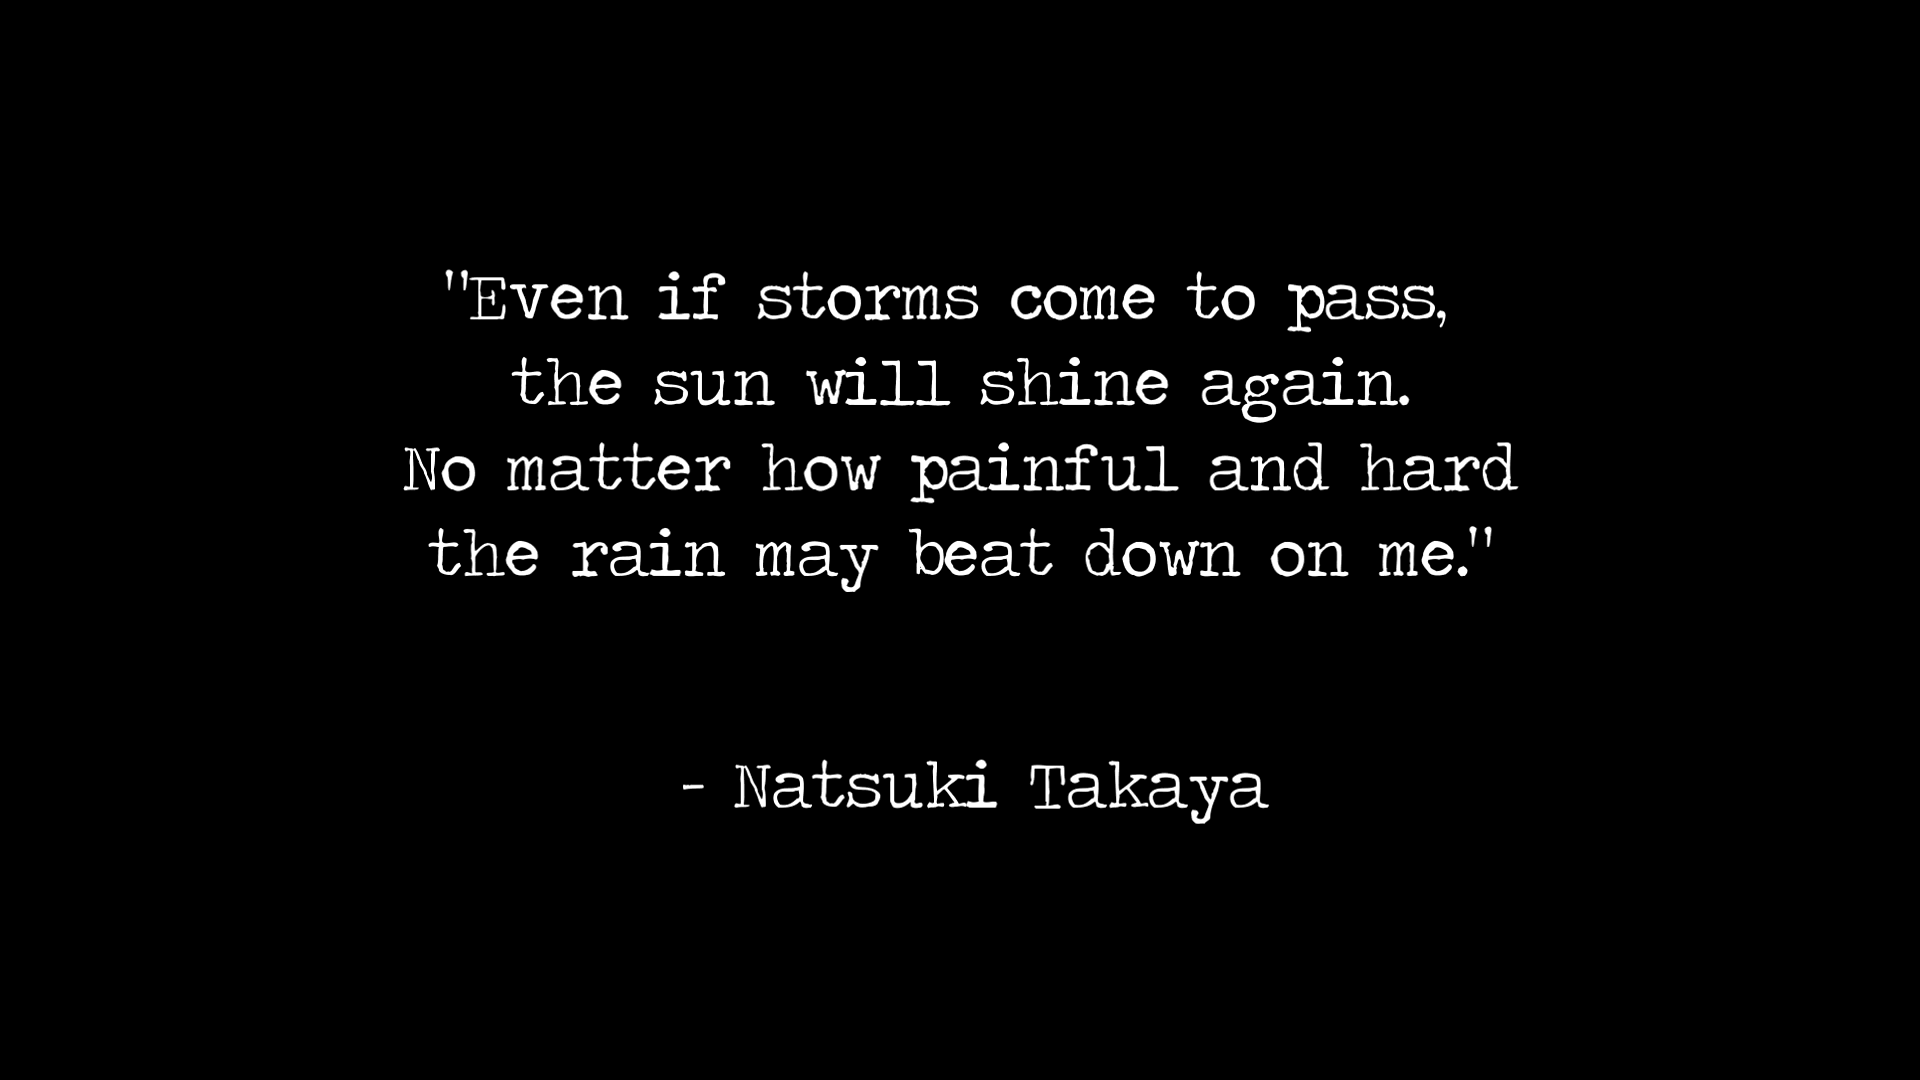 "Even if storms come to pass,
the sun will shine again.
No matter how painful and hard
the rain may beat down on me."
- Natsuki Takaya